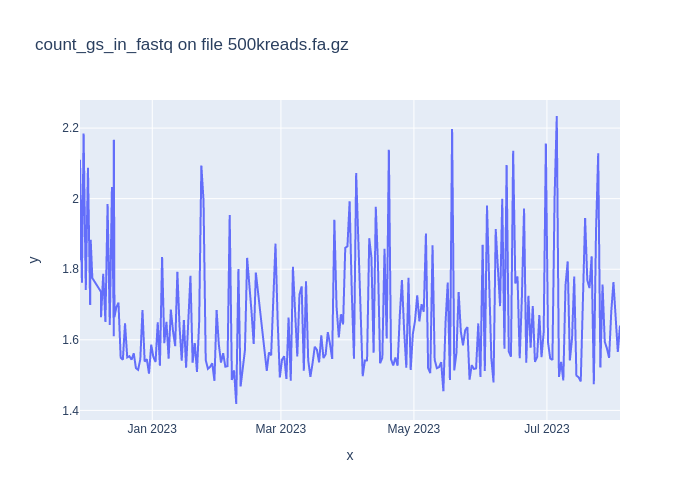 count_gs_in_fastq on file 500kreads.fa.gz
2.2
2
1.8
1.6
1.4
y
Jan 2023
Mar 2023
May 2023
Jul 2023
x